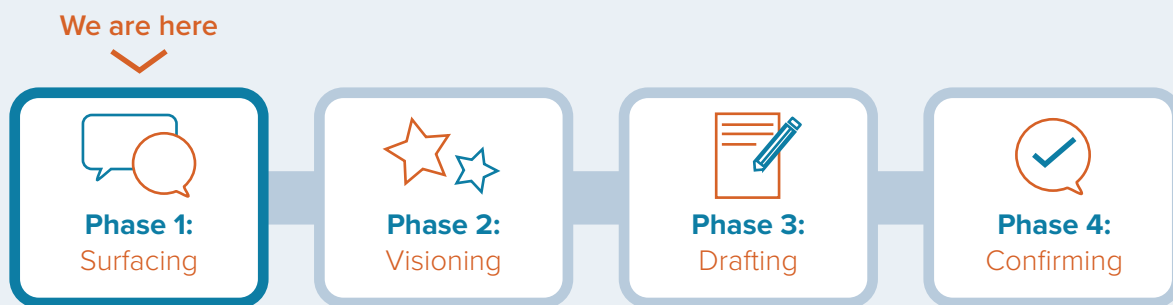 We are here
Phase 1:
Surfacing
Phase 2:
Visioning
Phase 3:
Drafting
Phase 4:
Confirming